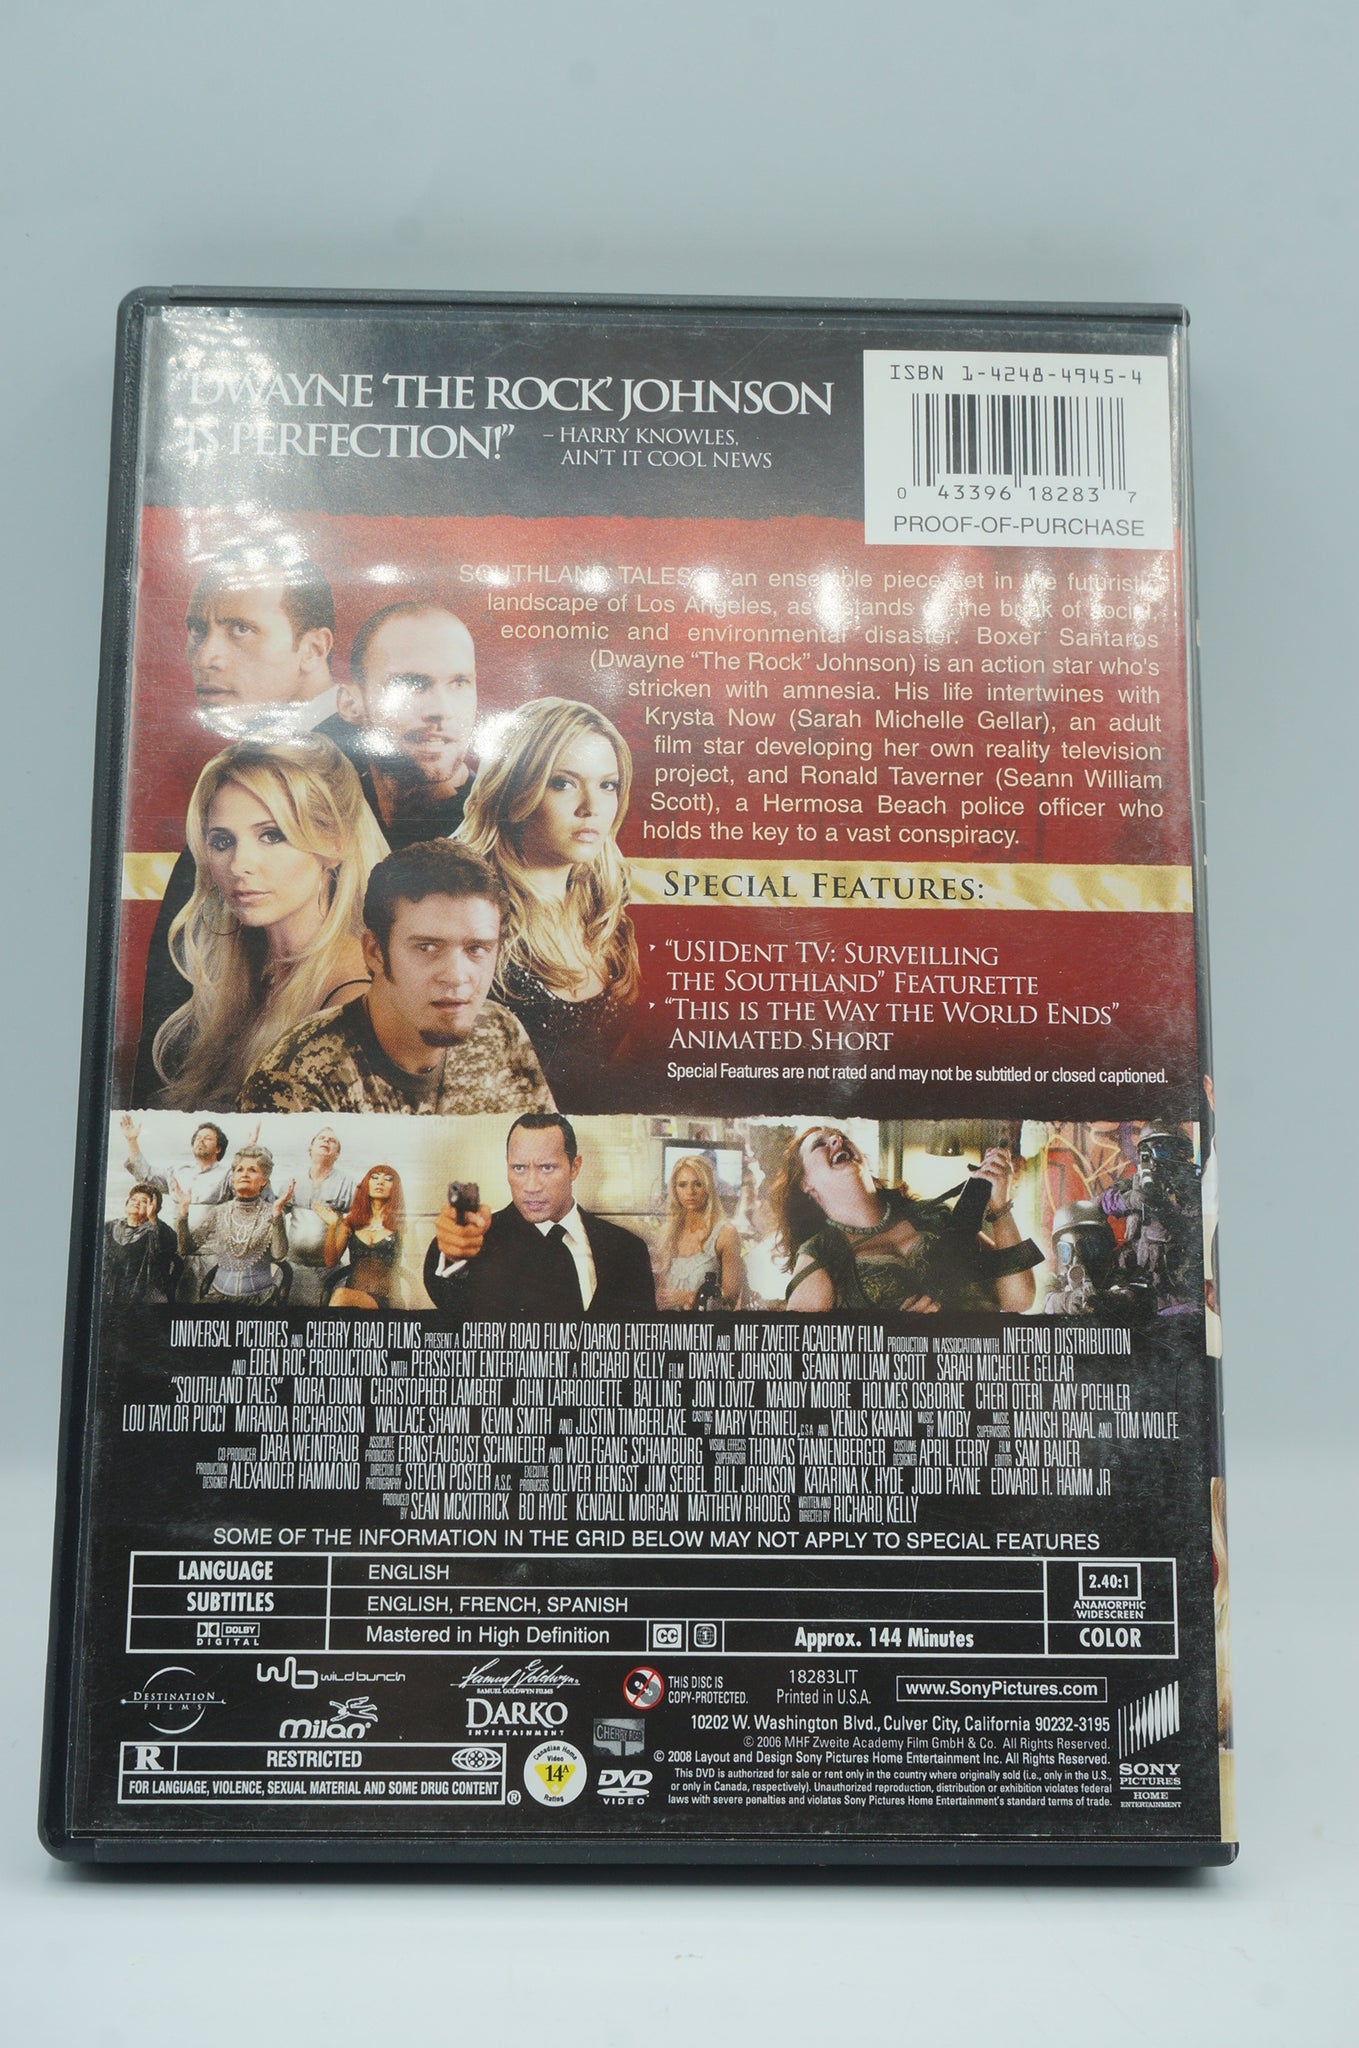 "DWAYNE 'THE ROCK' JOHNSON
IS PERFECTION!"
– HARRY KNOWLES,
AIN'T IT COOL NEWS
ISBN 1-4248-4945-4
0 43396 18283 7
PROOF-OF-PURCHASE
SOUTHLAND TALES is an ensemble piece set in the futuristic
landscape of Los Angeles, as it stands on the brink of social,
economic and environmental disaster. Boxer Santaros
(Dwayne "The Rock" Johnson) is an action star who's
stricken with amnesia. His life intertwines with
Krysta Now (Sarah Michelle Gellar), an adult
film star developing her own reality television
project, and Ronald Taverner (Seann William
Scott), a Hermosa Beach police officer who
holds the key to a vast conspiracy.
SPECIAL FEATURES:
"USIDENT TV: SURVEILLING
THE SOUTHLAND" FEATURETTE
"THIS IS THE WAY THE WORLD ENDS"
ANIMATED SHORT
Special Features are not rated and may not be subtitled or closed captioned.
UNIVERSAL PICTURES AND CHERRY ROAD FILMS PRESENT A CHERRY ROAD FILMS/DARKO ENTERTAINMENT AND MHF ZWEITE ACADEMY FILM PRODUCTION IN ASSOCIATION WITH INFERNO DISTRIBUTION
AND EDEN ROC PRODUCTIONS WITH PERSISTENT ENTERTAINMENT A RICHARD KELLY FILM DWAYNE JOHNSON SEANN WILLIAM SCOTT SARAH MICHELLE GELLAR
"SOUTHLAND TALES" NORA DUNN CHRISTOPHER LAMBERT JOHN LARROQUETTE BAI LING JON LOVITZ MANDY MOORE HOLMES OSBORNE CHERI OTERI AMY POEHLER
LOU TAYLOR PUCCI MIRANDA RICHARDSON WALLACE SHAWN KEVIN SMITH AND JUSTIN TIMBERLAKE CASTING BY MARY VERNIEU, C.S.A. AND VENUS KANANI MUSIC BY MOBY MUSIC SUPERVISORS MANISH RAVAL AND TOM WOLFE
CO-PRODUCER DARA WEINTRAUB ASSOCIATE PRODUCERS ERNST-AUGUST SCHNIEDER AND WOLFGANG SCHAMBURG VISUAL EFFECTS SUPERVISOR THOMAS TANNENBERGER COSTUME DESIGNER APRIL FERRY FILM EDITOR SAM BAUER
PRODUCTION DESIGNER ALEXANDER HAMMOND DIRECTOR OF PHOTOGRAPHY STEVEN POSTER A.S.C. EXECUTIVE PRODUCERS OLIVER HENGST JIM SEIBEL BILL JOHNSON KATARINA K. HYDE JUDD PAYNE EDWARD H. HAMM JR
PRODUCED BY SEAN MCKITTRICK BO HYDE KENDALL MORGAN MATTHEW RHODES WRITTEN AND DIRECTED BY RICHARD KELLY
SOME OF THE INFORMATION IN THE GRID BELOW MAY NOT APPLY TO SPECIAL FEATURES
LANGUAGE ENGLISH
SUBTITLES ENGLISH, FRENCH, SPANISH
2.40:1
ANAMORPHIC
WIDESCREEN
DOLBY
DIGITAL
Mastered in High Definition CC Approx. 144 Minutes COLOR
DESTINATION
FILMS
wild bunch
milan
Samuel Goldwyn
SAMUEL GOLDWYN FILMS
DARKO
ENTERTAINMENT
THIS DISC IS
COPY-PROTECTED.
18283LIT
Printed in U.S.A.
www.SonyPictures.com
CHERRY ROAD
10202 W. Washington Blvd., Culver City, California 90232-3195
© 2006 MHF Zweite Academy Film GmbH & Co. All Rights Reserved.
© 2008 Layout and Design Sony Pictures Home Entertainment Inc. All Rights Reserved.
This DVD is authorized for sale or rent only in the country where originally sold (i.e., only in the U.S.,
or only in Canada, respectively). Unauthorized reproduction, distribution or exhibition violates federal
laws with severe penalties and violates Sony Pictures Home Entertainment's standard terms of trade.
R RESTRICTED
FOR LANGUAGE, VIOLENCE, SEXUAL MATERIAL AND SOME DRUG CONTENT ®
Canadian Home
Video
14A
Rating
DVD
VIDEO
SONY
PICTURES
HOME
ENTERTAINMENT